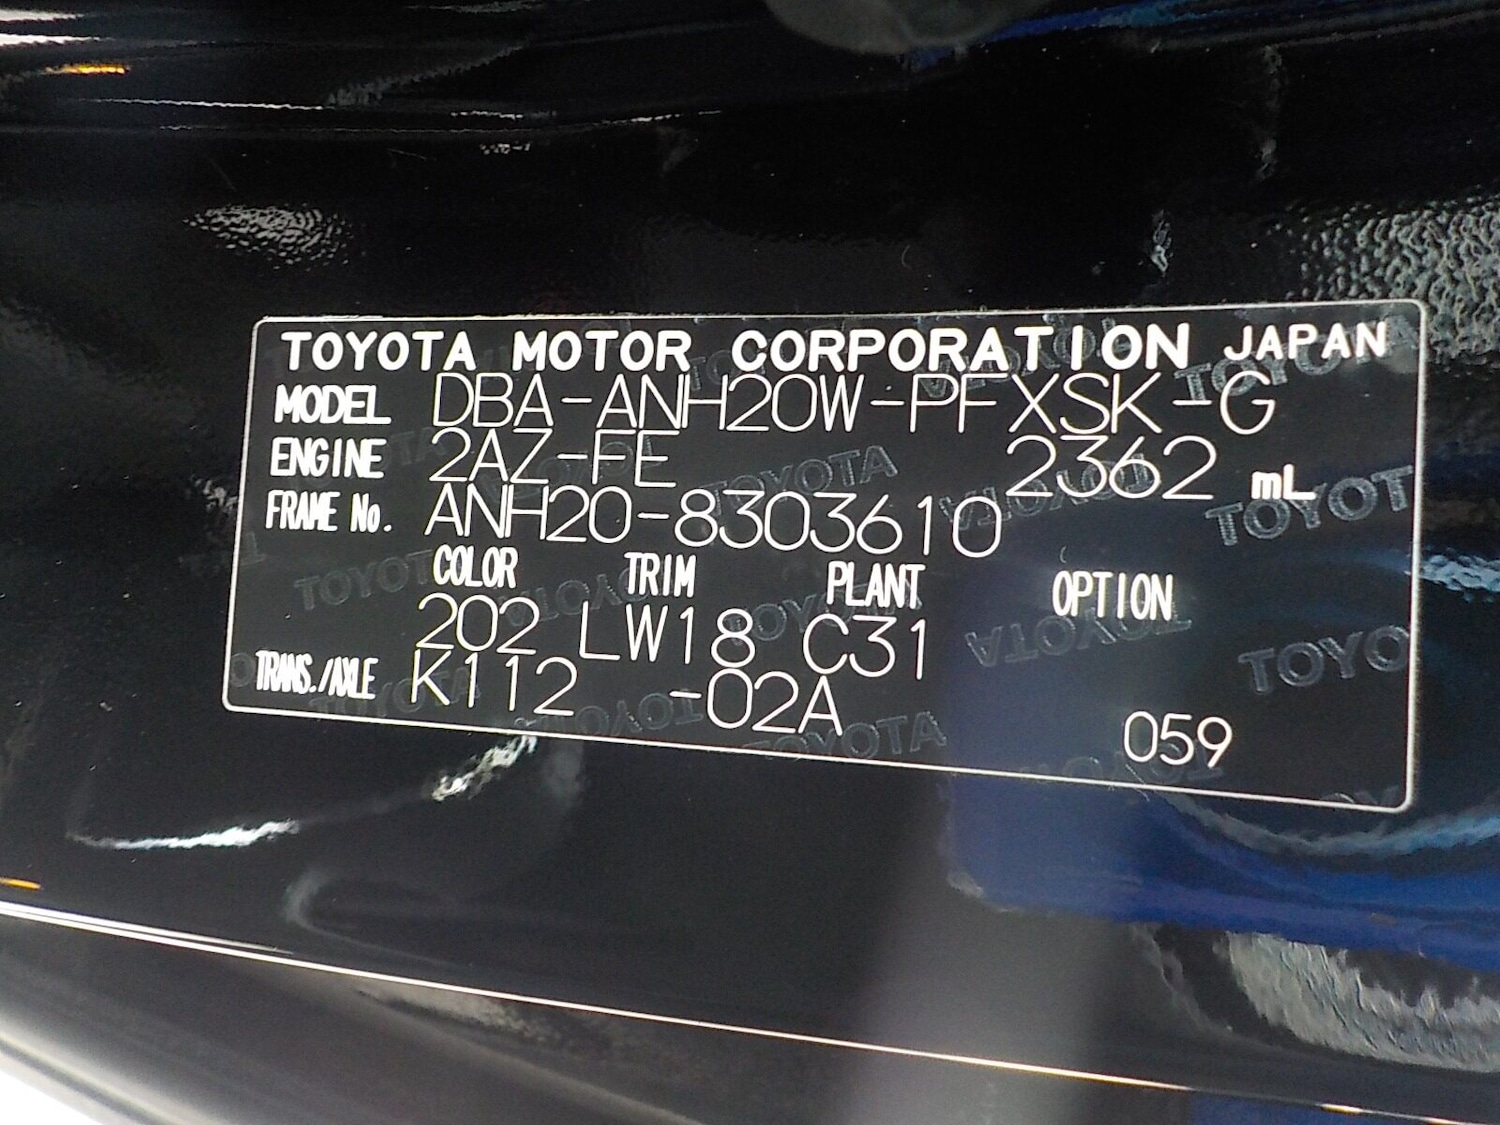 TOYOTA MOTOR CORPORATION JAPAN
MODEL DBA-ANH20W-PFXSK-G
ENGINE 2AZ-FE 2362 mL
FRAME No. ANH20-8303610
COLOR TRIM PLANT OPTION
202 LW18 C31
TRANS./AXLE K112 -02A
059